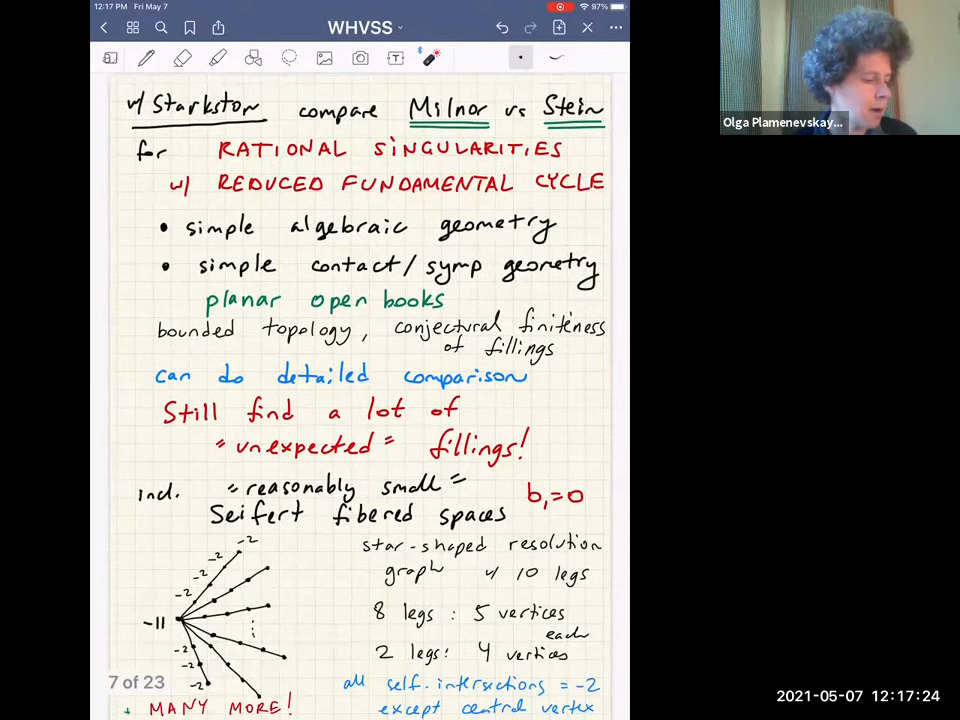 12:17 PM Fri May 7
97%
WHVSS
w/ Starkston compare Milnor vs Stein
for RATIONAL SINGULARITIES
w/ REDUCED FUNDAMENTAL CYCLE
• simple algebraic geometry
• simple contact/symp geometry
planar open books
bounded topology, conjectural finiteness
of fillings
can do detailed comparison
Still find a lot of
"unexpected" fillings!
incl. "reasonably small" b₁=0
Seifert fibered spaces
-2
-2
-2
-2
-11
-2
-2
-2
star-shaped resolution
graph w/ 10 legs
8 legs: 5 vertices
each
2 legs: 4 vertices
all self-intersections = -2
except central vertex
+ MANY MORE!
7 of 23
Olga Plamenevskay...
2021-05-07 12:17:24